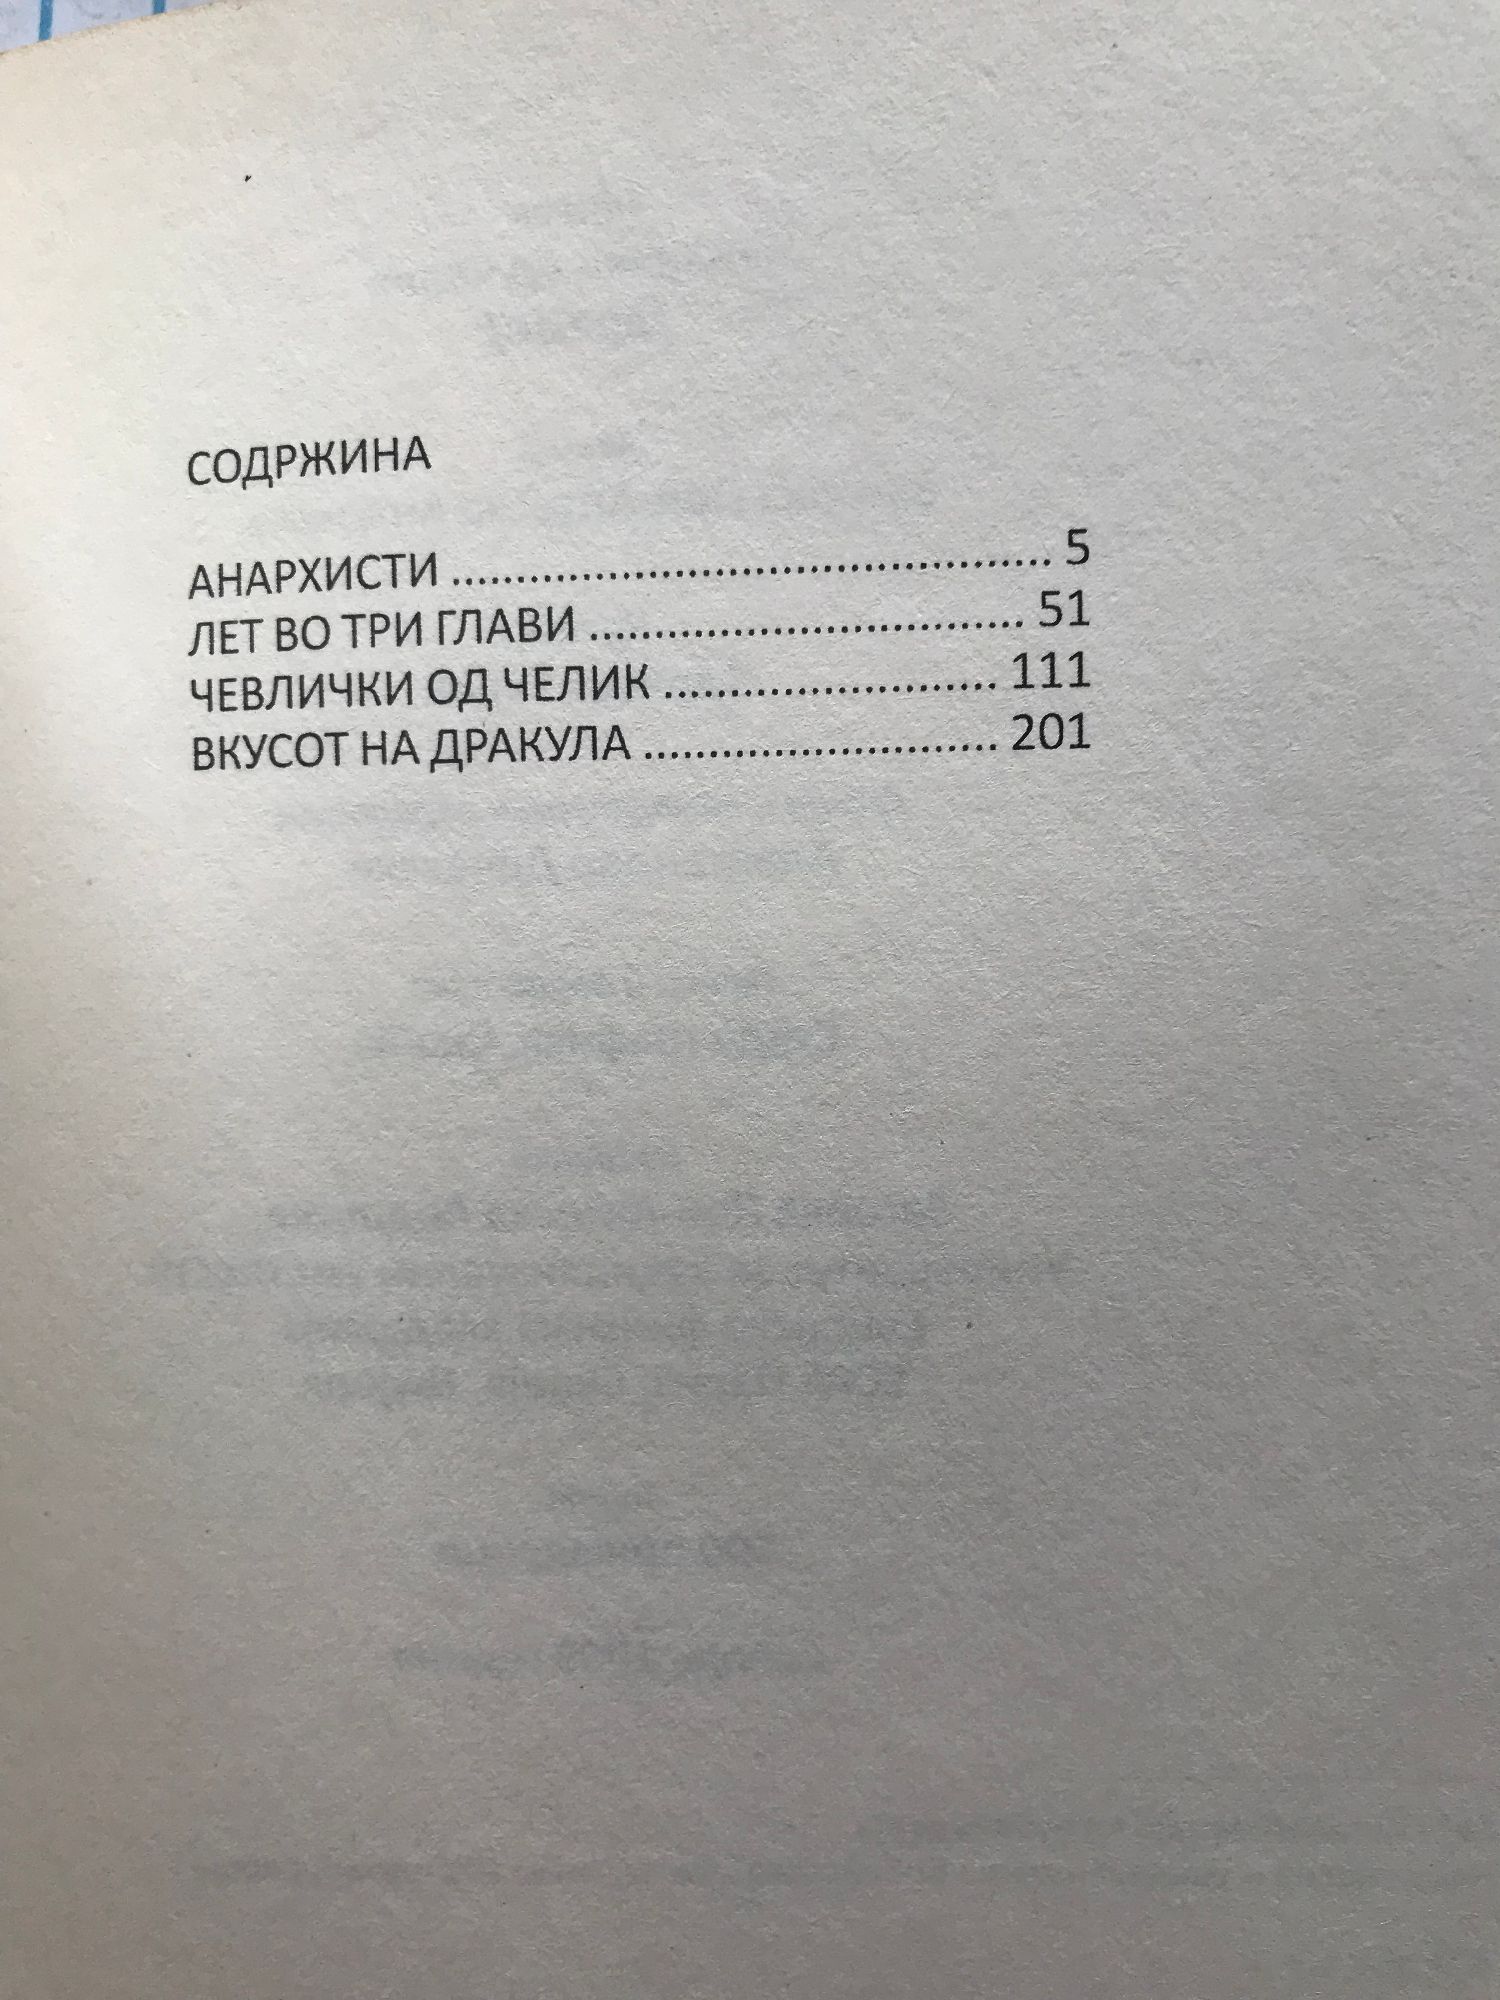 СОДРЖИНА
АНАРХИСТИ ............................................... 5
ЛЕТ ВО ТРИ ГЛАВИ .................................. 51
ЧЕВЛИЧКИ ОД ЧЕЛИК .......................... 111
ВКУСОТ НА ДРАКУЛА ............................ 201